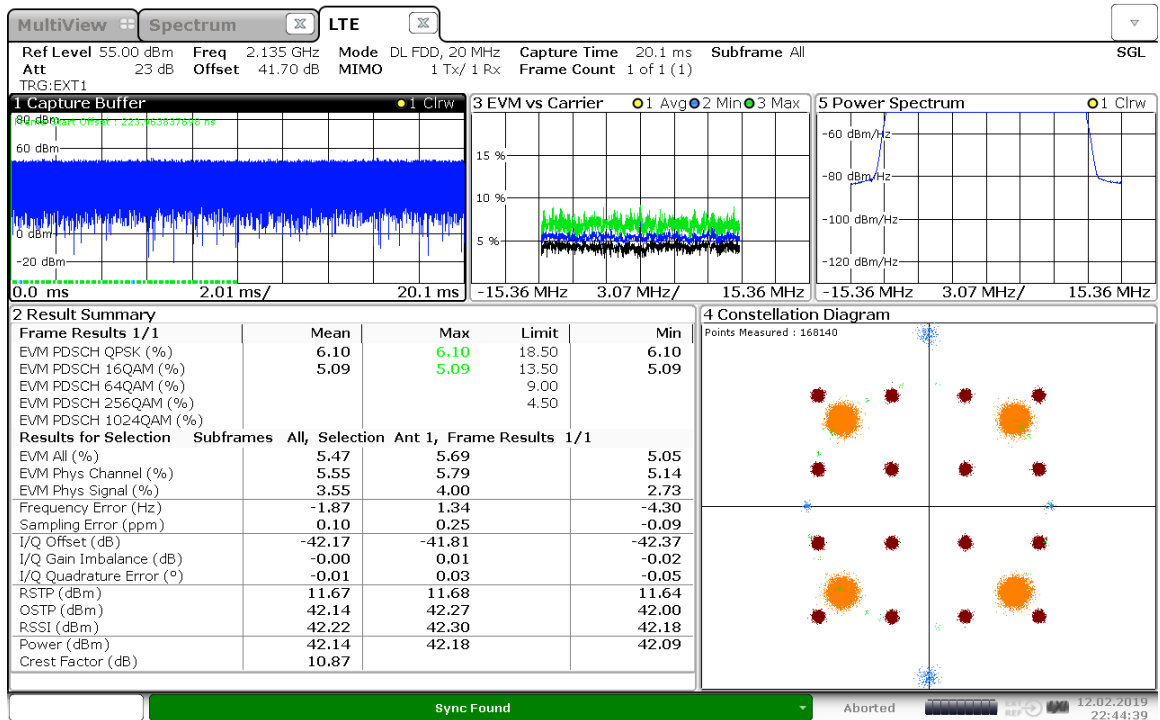 MultiView Spectrum LTE
Ref Level 55.00 dBm Freq 2.135 GHz Mode DL FDD, 20 MHz Capture Time 20.1 ms Subframe All SGL
Att 23 dB Offset 41.70 dB MIMO 1 Tx/ 1 Rx Frame Count 1 of 1 (1)
TRG:EXT1
1 Capture Buffer 1 Clrw
80 dBm
Frame Start Offset : 223.963837698 ns
60 dBm
0 dBm
-20 dBm
0.0 ms 2.01 ms/ 20.1 ms
3 EVM vs Carrier 1 Avg 2 Min 3 Max
15 %
10 %
5 %
-15.36 MHz 3.07 MHz/ 15.36 MHz
5 Power Spectrum 1 Clrw
-60 dBm/Hz
-80 dBm/Hz
-100 dBm/Hz
-120 dBm/Hz
-15.36 MHz 3.07 MHz/ 15.36 MHz
2 Result Summary
Frame Results 1/1 Mean Max Limit Min
EVM PDSCH QPSK (%) 6.10 6.10 18.50 6.10
EVM PDSCH 16QAM (%) 5.09 5.09 13.50 5.09
EVM PDSCH 64QAM (%) 9.00
EVM PDSCH 256QAM (%) 4.50
EVM PDSCH 1024QAM (%)
Results for Selection Subframes All, Selection Ant 1, Frame Results 1/1
EVM All (%) 5.47 5.69 5.05
EVM Phys Channel (%) 5.55 5.79 5.14
EVM Phys Signal (%) 3.55 4.00 2.73
Frequency Error (Hz) -1.87 1.34 -4.30
Sampling Error (ppm) 0.10 0.25 -0.09
I/Q Offset (dB) -42.17 -41.81 -42.37
I/Q Gain Imbalance (dB) -0.00 0.01 -0.02
I/Q Quadrature Error (°) -0.01 0.03 -0.05
RSTP (dBm) 11.67 11.68 11.64
OSTP (dBm) 42.14 42.27 42.00
RSSI (dBm) 42.22 42.30 42.18
Power (dBm) 42.14 42.18 42.09
Crest Factor (dB) 10.87
4 Constellation Diagram
Points Measured : 168140
Sync Found
Aborted
12.02.2019
22:44:39